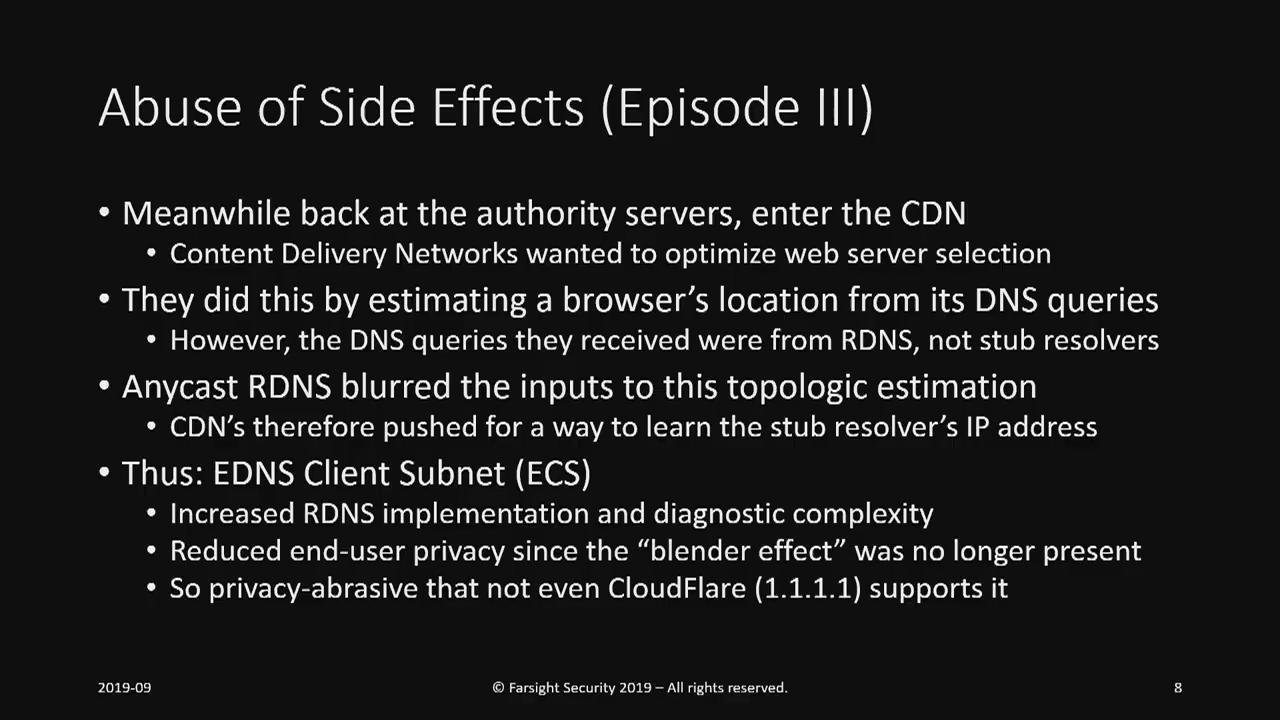 Abuse of Side Effects (Episode III)
• Meanwhile back at the authority servers, enter the CDN
• Content Delivery Networks wanted to optimize web server selection
• They did this by estimating a browser’s location from its DNS queries
• However, the DNS queries they received were from RDNS, not stub resolvers
• Anycast RDNS blurred the inputs to this topologic estimation
• CDN’s therefore pushed for a way to learn the stub resolver’s IP address
• Thus: EDNS Client Subnet (ECS)
• Increased RDNS implementation and diagnostic complexity
• Reduced end-user privacy since the “blender effect” was no longer present
• So privacy-abrasive that not even CloudFlare (1.1.1.1) supports it
2019-09
© Farsight Security 2019 – All rights reserved.
8